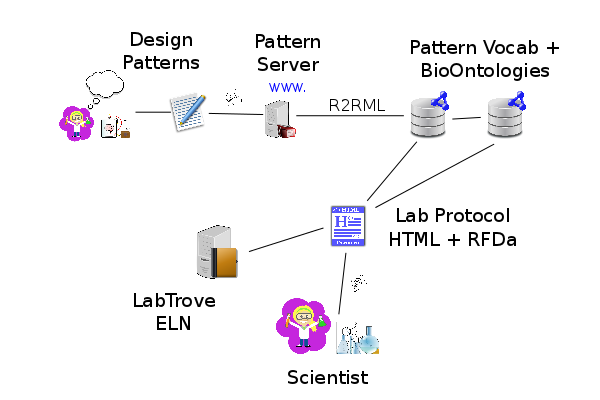 Design
Patterns
Pattern
Server
www.
Pattern Vocab +
BioOntologies
R2RML
Lab Protocol
HTML + RFDa
LabTrove
ELN
Scientist